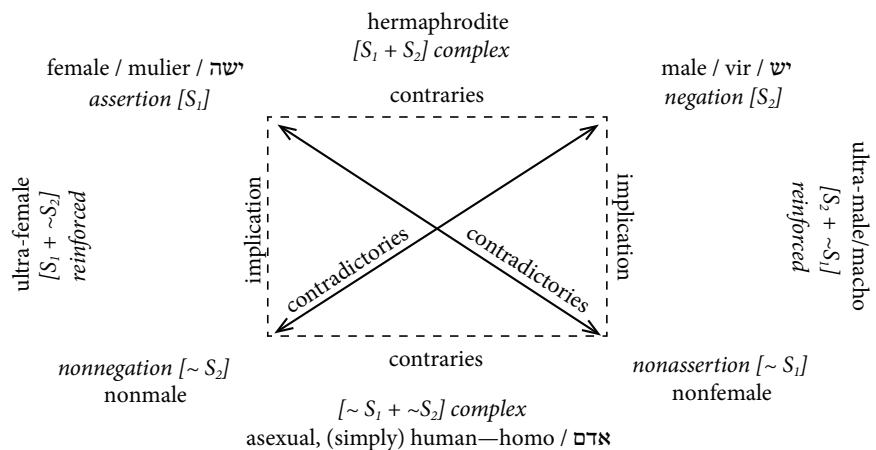 hermaphrodite
[S₁ + S₂] complex
female / mulier / ישה
assertion [S₁]
male / vir / יש
negation [S₂]
contraries
ultra-female
[S₁ + ~S₂]
reinforced
implication
contradictories
contradictories
implication
ultra-male/macho
[S₂ + ~S₁]
reinforced
contraries
nonnegation [~ S₂]
nonmale
nonassertion [~ S₁]
nonfemale
[~ S₁ + ~S₂] complex
asexual, (simply) human—homo / אדם